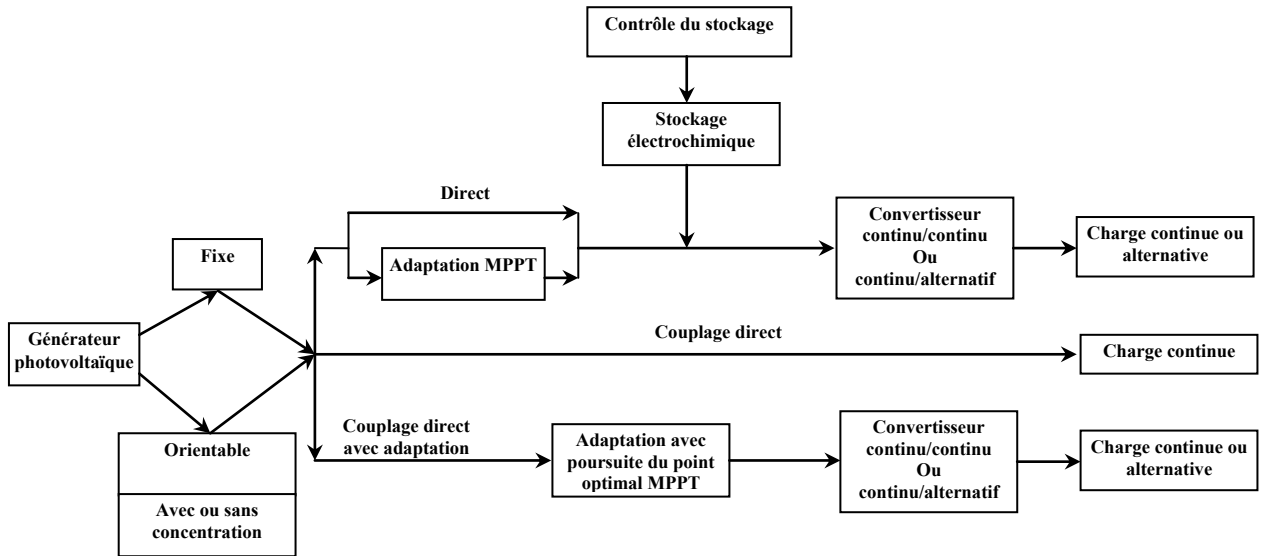 Contrôle du stockage
Stockage
électrochimique
Direct
Adaptation MPPT
Convertisseur
continu/continu
Ou
continu/alternatif
Charge continue ou
alternative
Fixe
Générateur
photovoltaïque
Couplage direct
Charge continue
Orientable
Avec ou sans
concentration
Couplage direct
avec adaptation
Adaptation avec
poursuite du point
optimal MPPT
Convertisseur
continu/continu
Ou
continu/alternatif
Charge continue ou
alternative